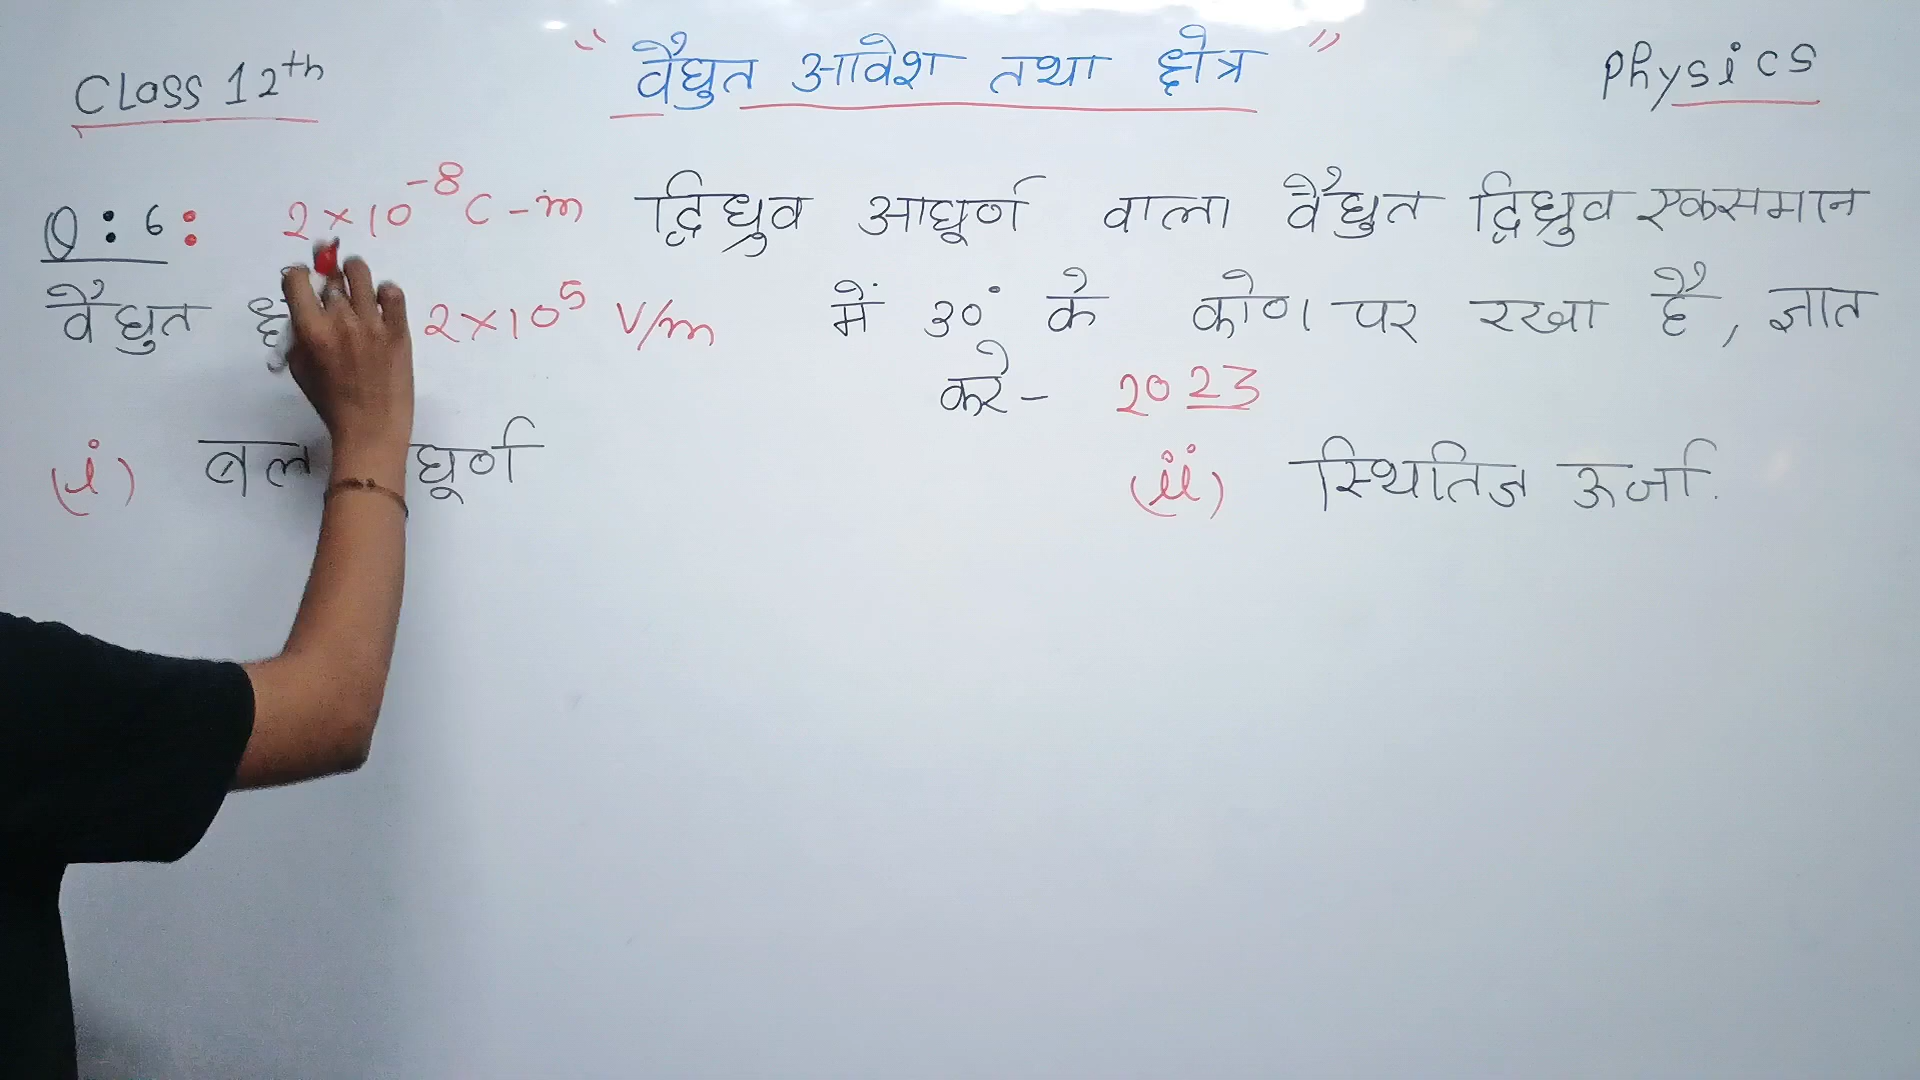 Class 12th
" वैधुत आवेश तथा क्षेत्र "
Physics
Q : 6 : 2×10⁻⁸ C-m द्विध्रुव आघूर्ण वाला वैधुत द्विध्रुव एकसमान
वैधुत 2×10⁵ V/m में 30° के कोण पर रखा है, ज्ञात
करे - 2023
(i) बल घूर्ण
(ii) स्थितिज ऊर्जा.